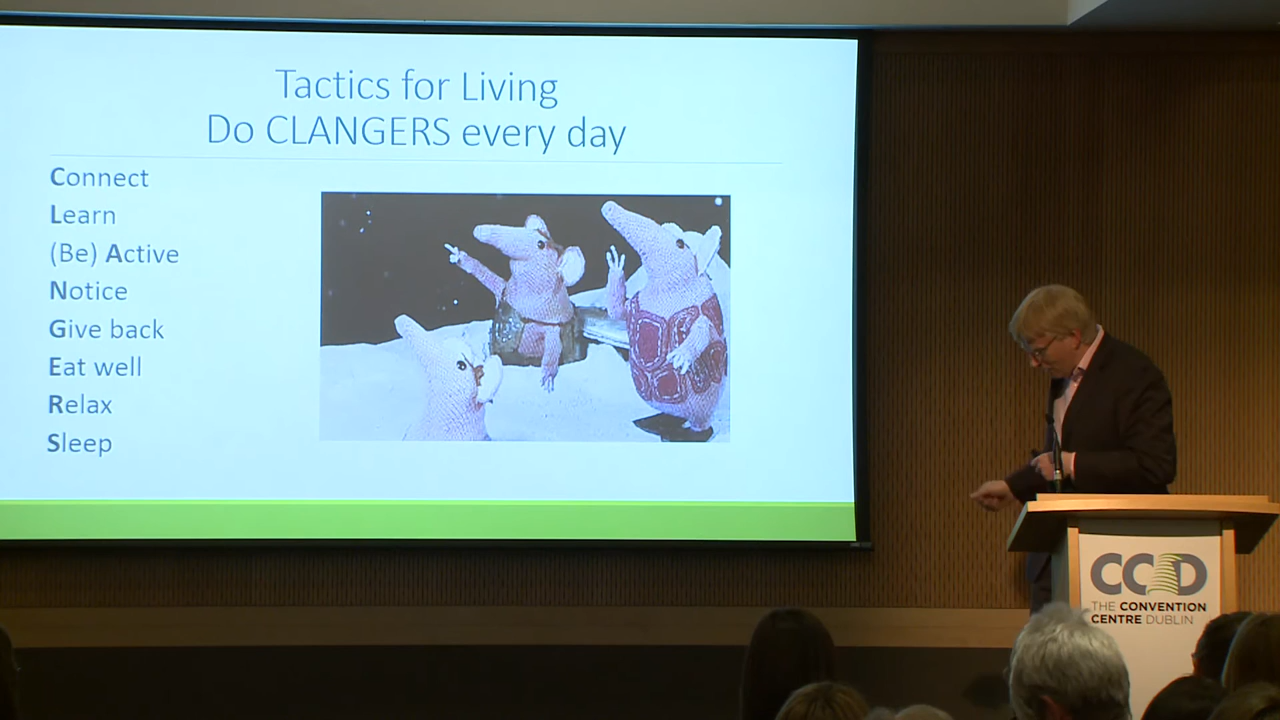 Tactics for Living
Do CLANGERS every day
Connect
Learn
(Be) Active
Notice
Give back
Eat well
Relax
Sleep
CCD
THE CONVENTION
CENTRE DUBLIN